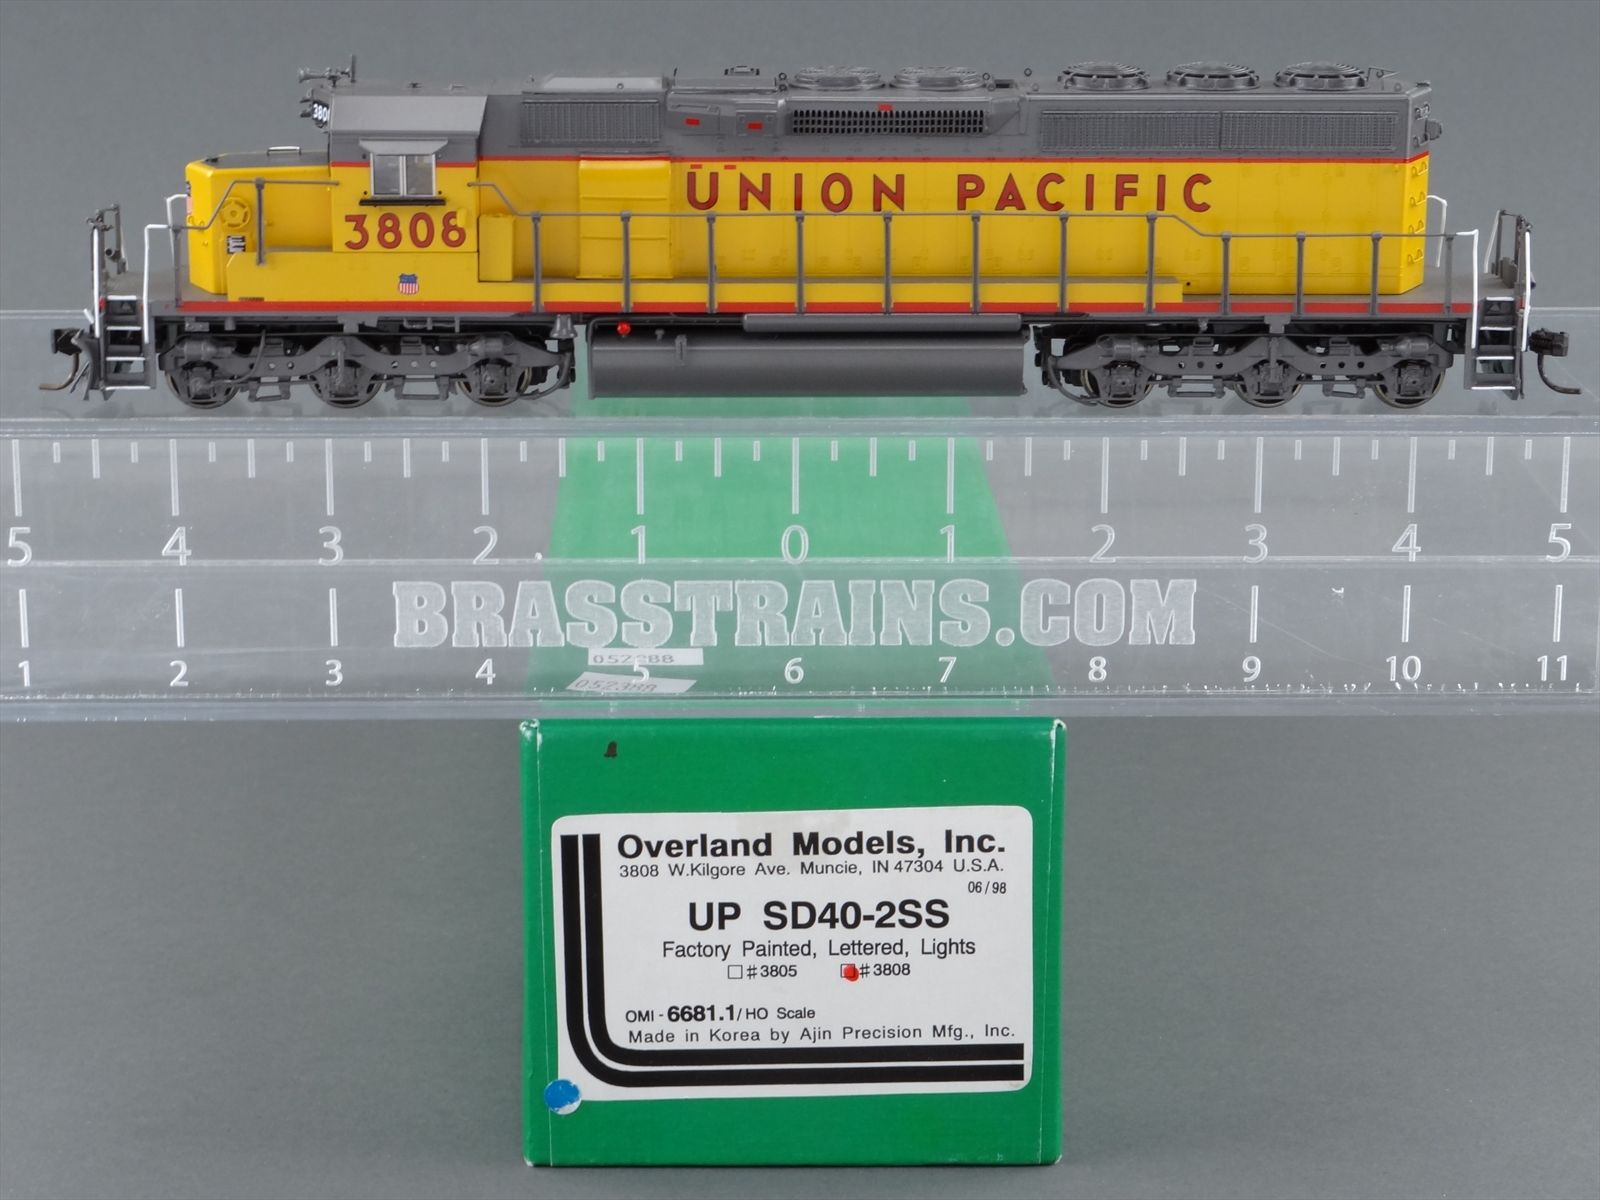 3808
UNION PACIFIC
3808
5 4 3 2 1 0 1 2 3 4 5
BRASSTRAINS.COM
1 2 3 4 5 6 7 8 9 10 11
052388
052388
Overland Models, Inc.
3808 W.Kilgore Ave. Muncie, IN 47304 U.S.A.
06/98
UP SD40-2SS
Factory Painted, Lettered, Lights
#3805 #3808
OMI-6681.1/HO Scale
Made in Korea by Ajin Precision Mfg., Inc.